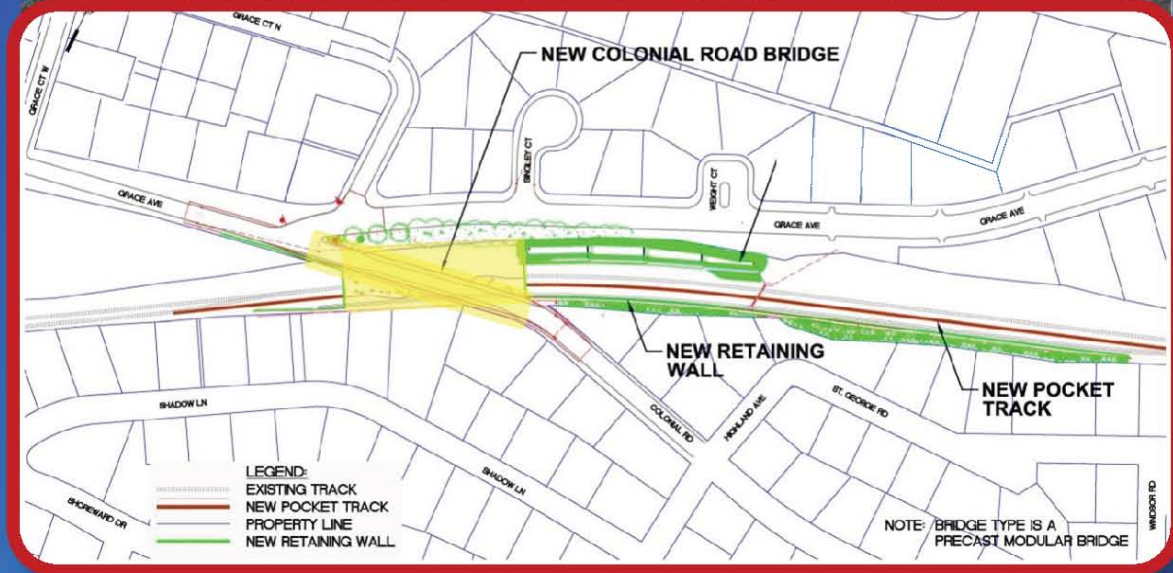 GRACE CT N
GRACE CT W
NEW COLONIAL ROAD BRIDGE
BINGLEY CT
WEIGHT CT
GRACE AVE
GRACE AVE
GRACE AVE
NEW RETAINING
WALL
NEW POCKET
TRACK
ST. GEORGE RD
HIGHLAND AVE
COLONIAL RD
SHADOW LN
SHADOW LN
SHOREWARD DR
WINDSOR RD
LEGEND:
EXISTING TRACK
NEW POCKET TRACK
PROPERTY LINE
NEW RETAINING WALL
NOTE: BRIDGE TYPE IS A
PRECAST MODULAR BRIDGE